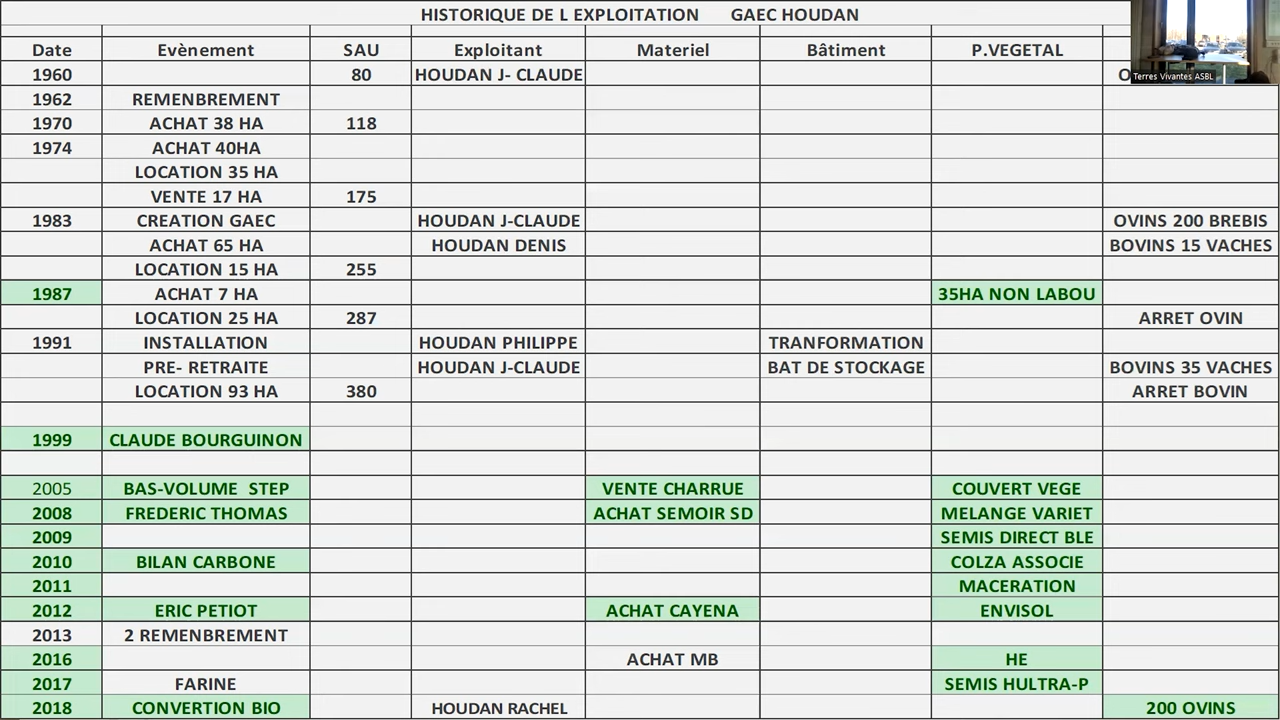 HISTORIQUE DE L EXPLOITATION GAEC HOUDAN
Date Evènement SAU Exploitant Materiel Bâtiment P.VEGETAL
1960 80 HOUDAN J- CLAUDE
Terres Vivantes ASBL
1962 REMENBREMENT
1970 ACHAT 38 HA 118
1974 ACHAT 40HA
LOCATION 35 HA
VENTE 17 HA 175
1983 CREATION GAEC HOUDAN J-CLAUDE OVINS 200 BREBIS
ACHAT 65 HA HOUDAN DENIS BOVINS 15 VACHES
LOCATION 15 HA 255
1987 ACHAT 7 HA 35HA NON LABOU
LOCATION 25 HA 287 ARRET OVIN
1991 INSTALLATION HOUDAN PHILIPPE TRANFORMATION
PRE- RETRAITE HOUDAN J-CLAUDE BAT DE STOCKAGE BOVINS 35 VACHES
LOCATION 93 HA 380 ARRET BOVIN
1999 CLAUDE BOURGUINON
2005 BAS-VOLUME STEP VENTE CHARRUE COUVERT VEGE
2008 FREDERIC THOMAS ACHAT SEMOIR SD MELANGE VARIET
2009 SEMIS DIRECT BLE
2010 BILAN CARBONE COLZA ASSOCIE
2011 MACERATION
2012 ERIC PETIOT ACHAT CAYENA ENVISOL
2013 2 REMENBREMENT
2016 ACHAT MB HE
2017 FARINE SEMIS HULTRA-P
2018 CONVERTION BIO HOUDAN RACHEL 200 OVINS